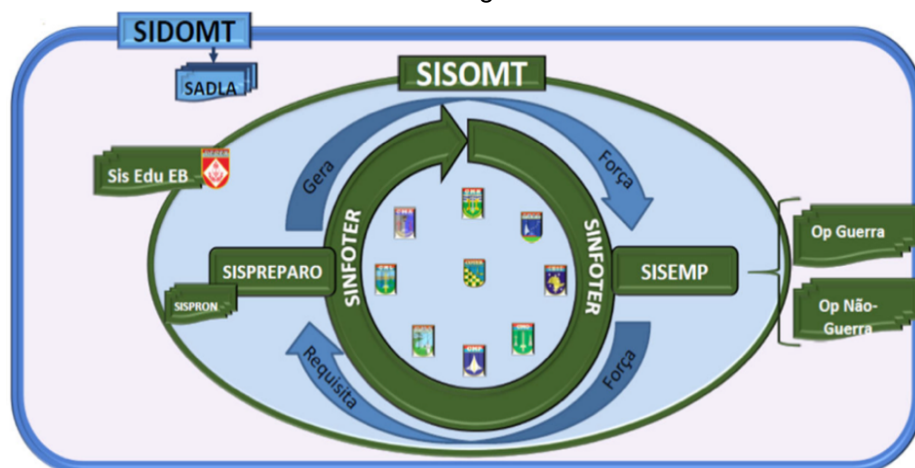 SIDOMT
SADLA
SISOMT
Sis Edu EB
Gera
Força
SINFOTER
SINFOTER
SISPREPARO
SISEMP
SISPRON
Op Guerra
Op Não-
Guerra
Requisita
Força